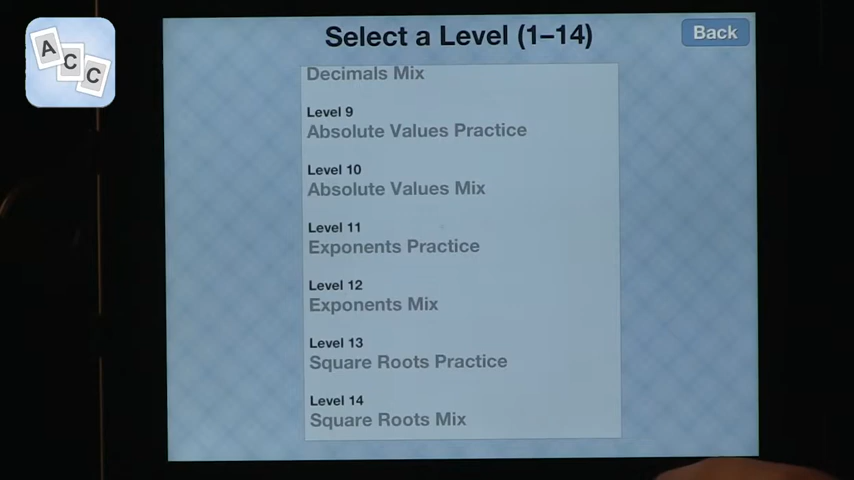 A
C
C
Select a Level (1–14)
Back
Decimals Mix
Level 9
Absolute Values Practice
Level 10
Absolute Values Mix
Level 11
Exponents Practice
Level 12
Exponents Mix
Level 13
Square Roots Practice
Level 14
Square Roots Mix